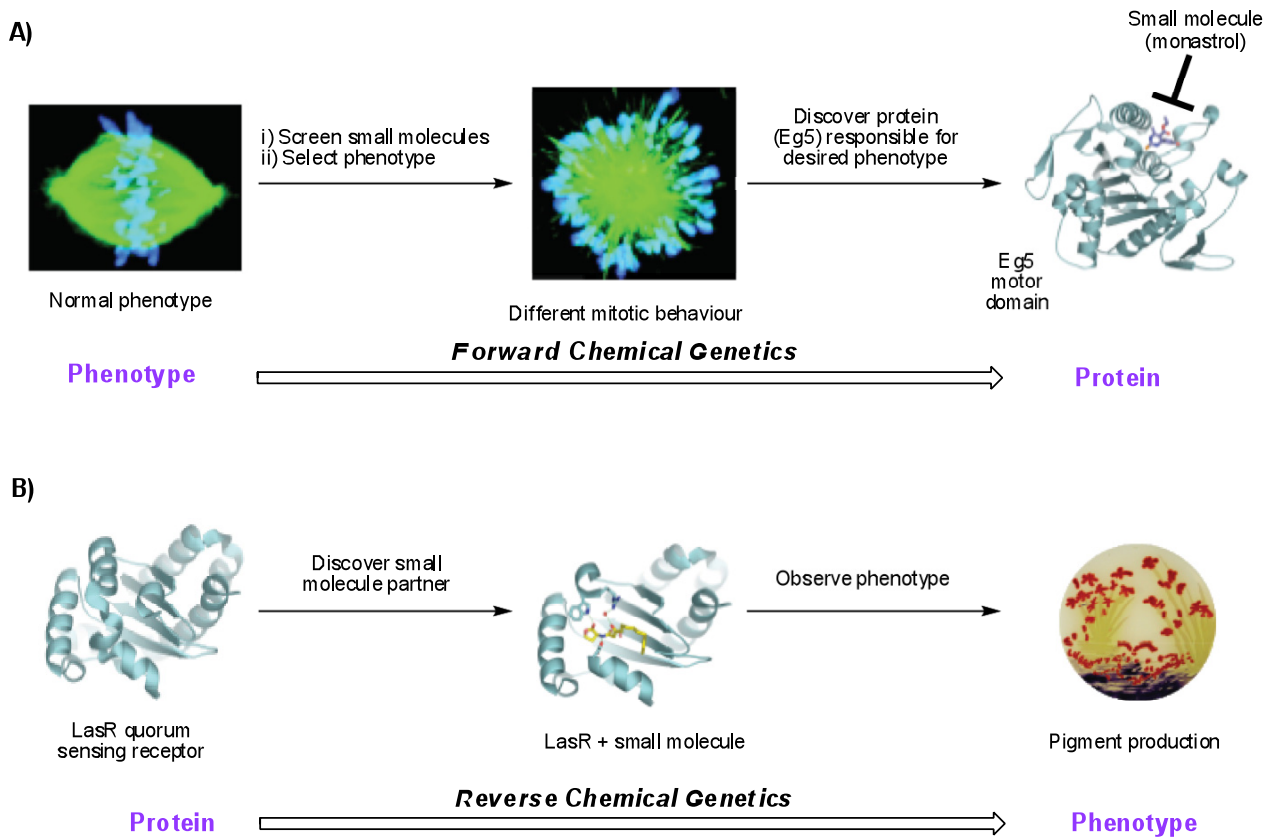 A)
Small molecule
(monastrol)
i) Screen small molecules
ii) Select phenotype
Discover protein
(Eg5) responsible for
desired phenotype
Normal phenotype
Different mitotic behaviour
Eg5
motor
domain
Forward Chemical Genetics
Phenotype
Protein
B)
Discover small
molecule partner
Observe phenotype
LasR quorum
sensing receptor
LasR + small molecule
Pigment production
Reverse Chemical Genetics
Protein
Phenotype